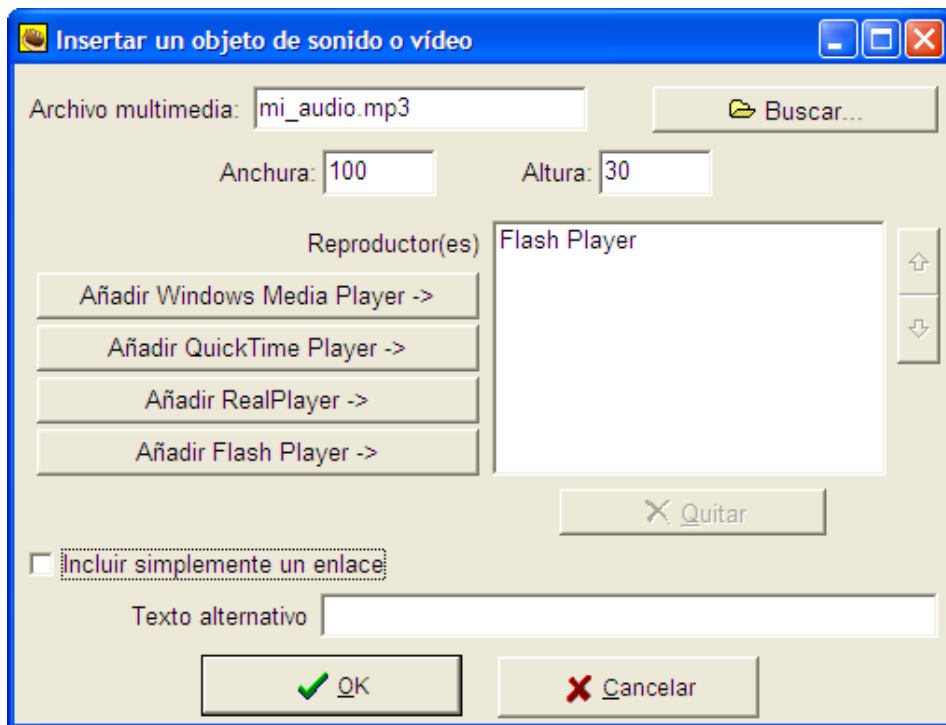 Insertar un objeto de sonido o vídeo
Archivo multimedia: mi_audio.mp3 Buscar...
Anchura: 100 Altura: 30
Reproductor(es) Flash Player
Añadir Windows Media Player ->
Añadir QuickTime Player ->
Añadir RealPlayer ->
Añadir Flash Player ->
Quitar
Incluir simplemente un enlace
Texto alternativo
OK Cancelar